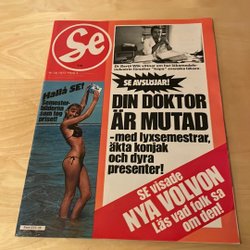 Se
SE AVSLÖJAR!
DIN DOKTOR
ÄR MUTAD
- med lyxsemestrar,
äkta konjak
och dyra
presenter!
Hallå SE!
Semester-
bilderna
som tog
priset!
SE visade
NYA VOLVON
Läs vad folk sa
om den!